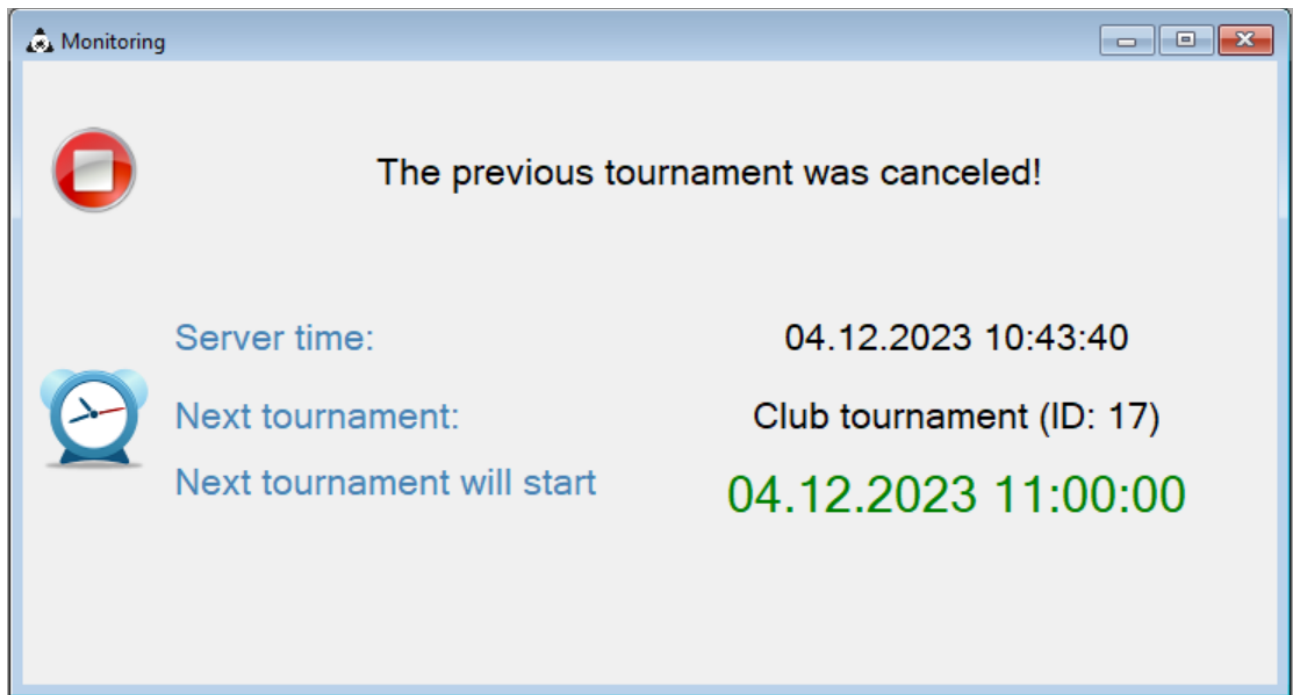 Monitoring
The previous tournament was canceled!
Server time: 04.12.2023 10:43:40
Next tournament: Club tournament (ID: 17)
Next tournament will start 04.12.2023 11:00:00